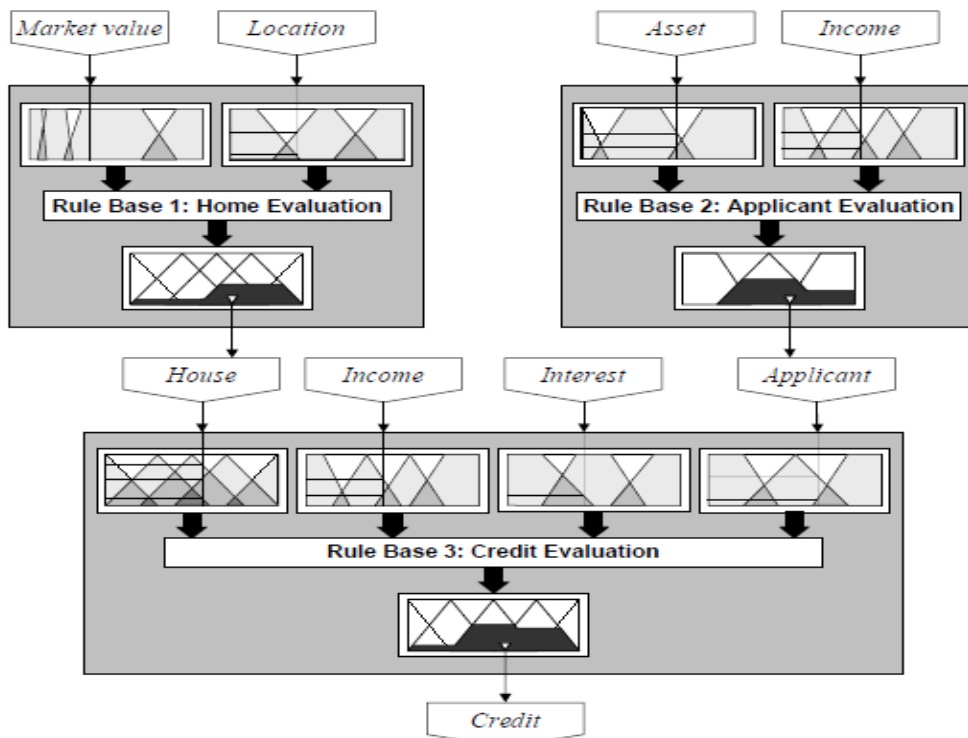 Market value
Location
Asset
Income
Rule Base 1: Home Evaluation
Rule Base 2: Applicant Evaluation
House
Income
Interest
Applicant
Rule Base 3: Credit Evaluation
Credit